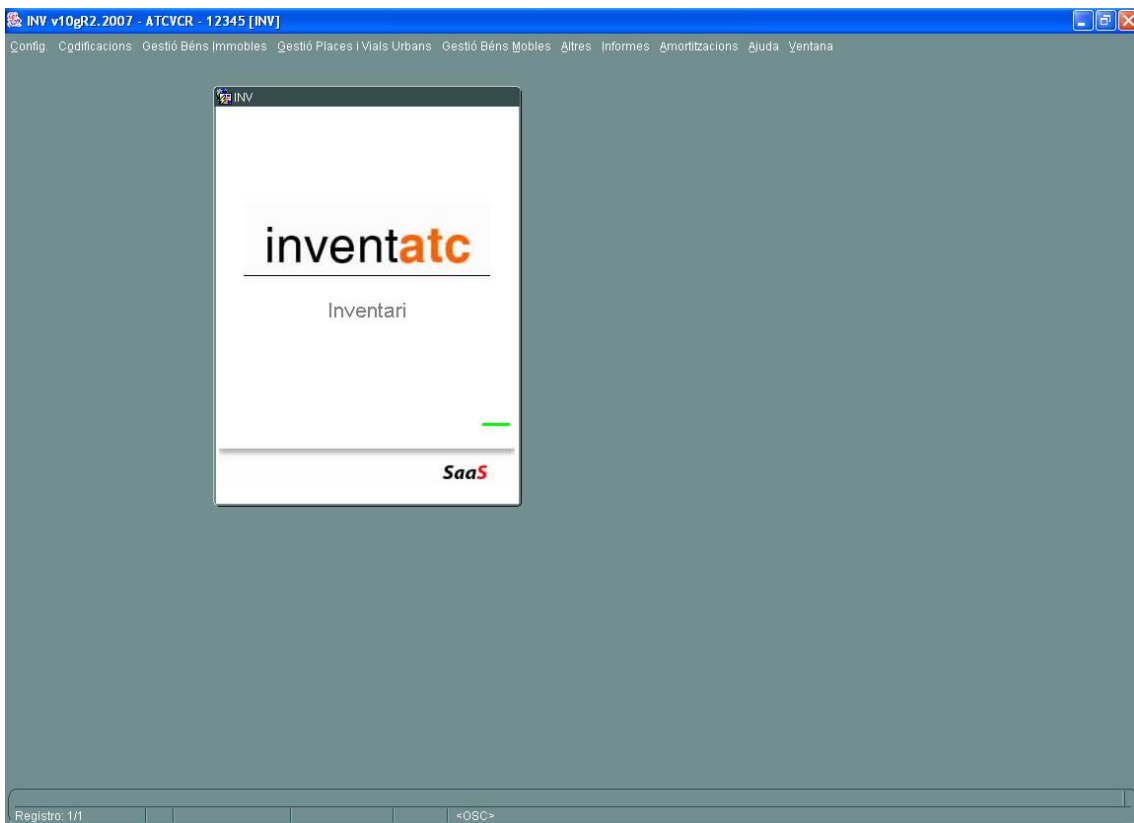 INV v10gR2.2007 - ATCVCR - 12345 [INV]
Config. Codificacions Gestió Béns Immobles Gestió Places i Vials Urbans Gestió Béns Mobles Altres Informes Amortitzacions Ajuda Ventana
INV
inventatc
Inventari
SaaS
Registro: 1/1 <OSC>